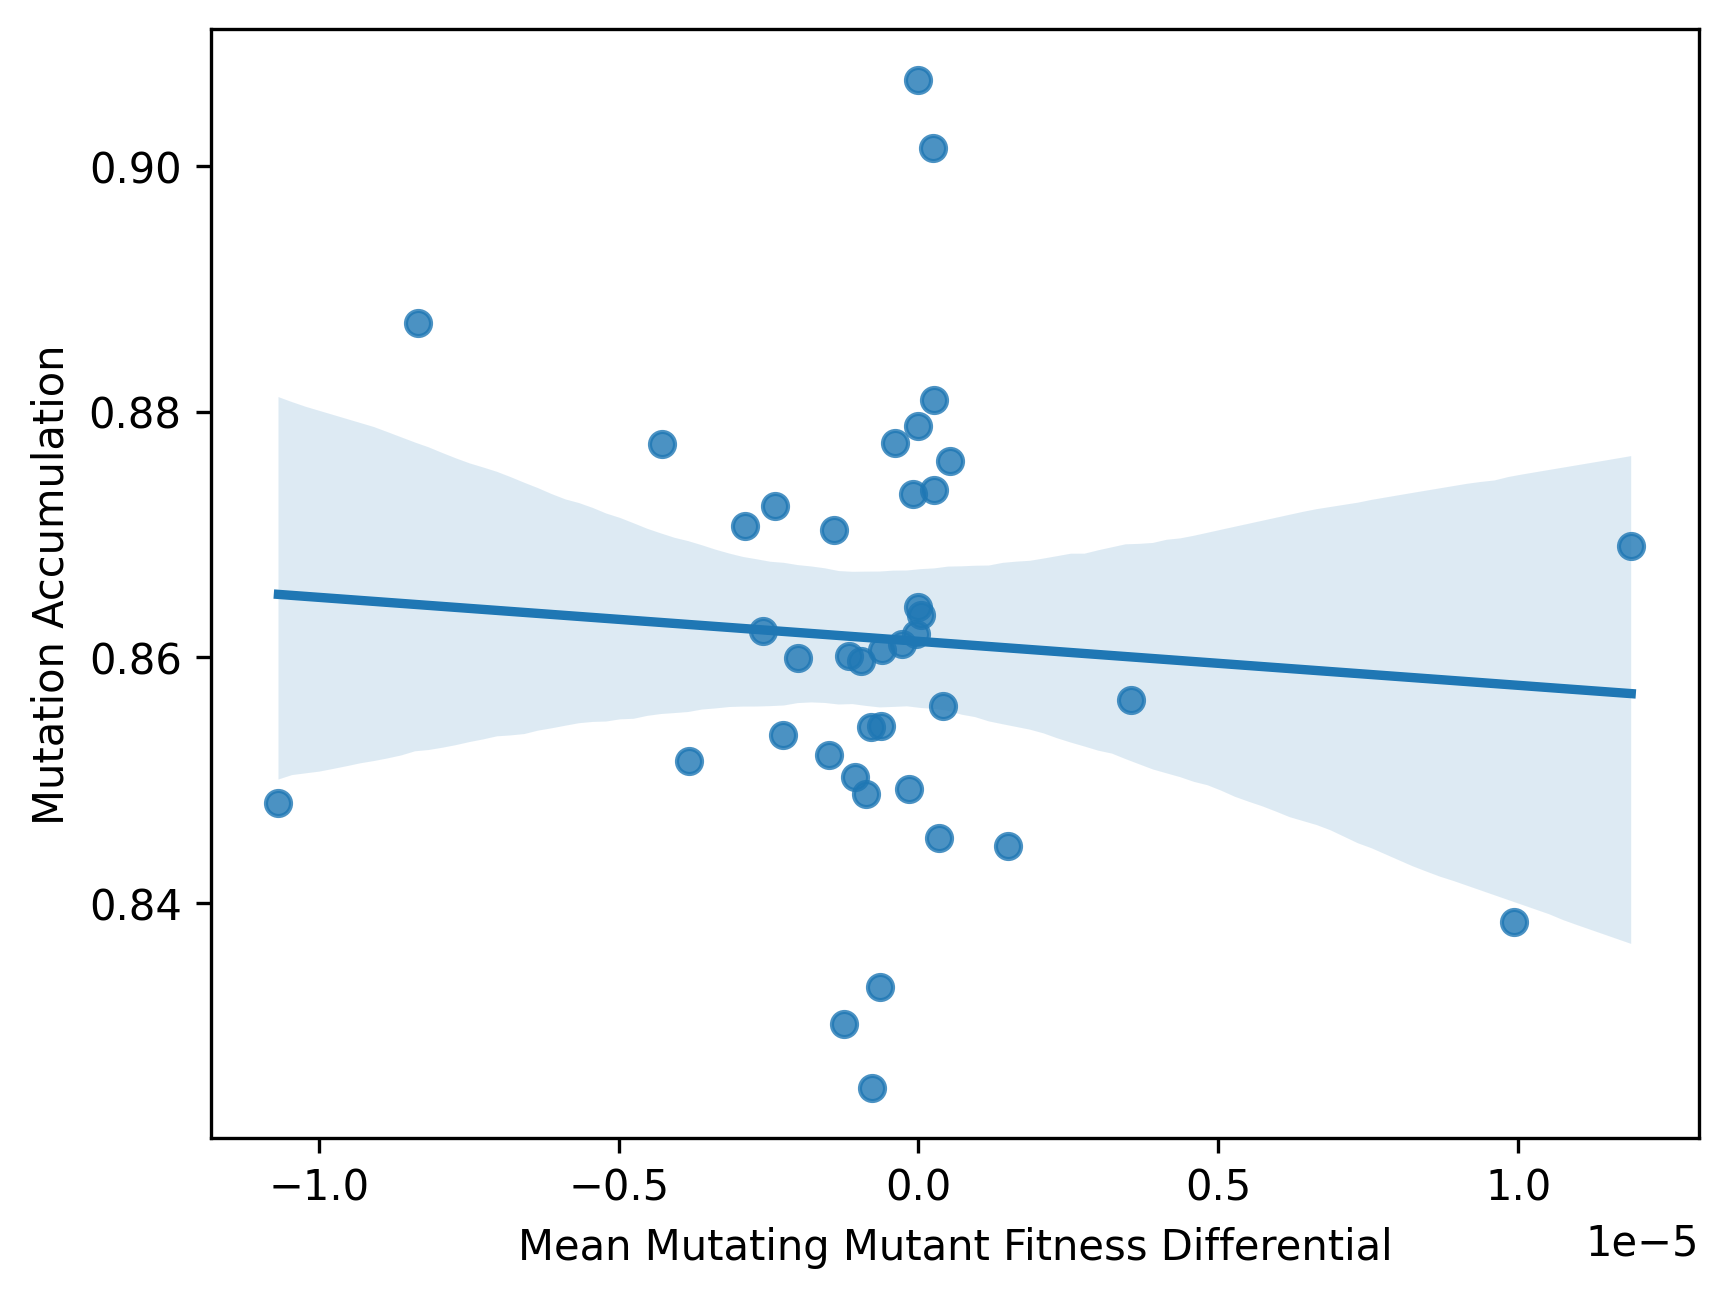 Mutation Accumulation
0.90
0.88
0.86
0.84
−1.0 −0.5 0.0 0.5 1.0
1e−5
Mean Mutating Mutant Fitness Differential